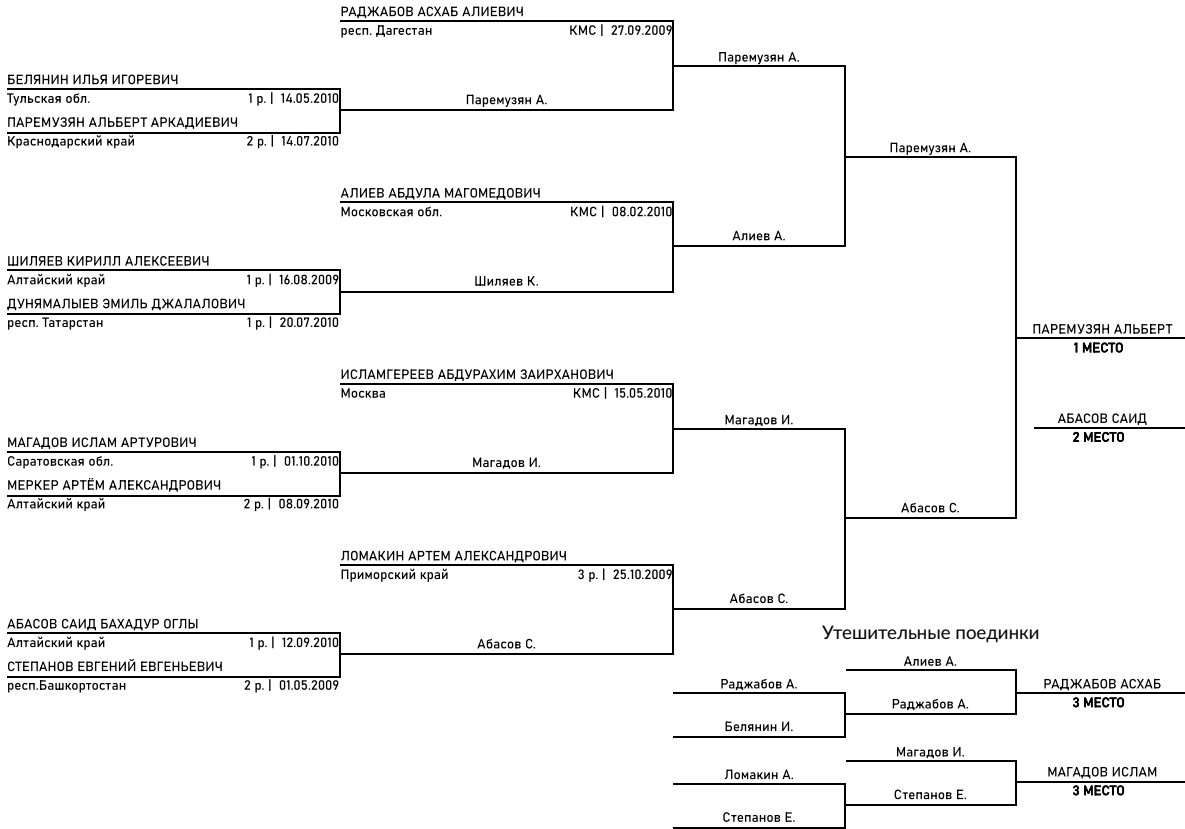 РАДЖАБОВ АСХАБ АЛИЕВИЧ
респ. Дагестан КМС | 27.09.2009
Паремузян А.
БЕЛЯНИН ИЛЬЯ ИГОРЕВИЧ
Тульская обл. 1 р. | 14.05.2010
Паремузян А.
ПАРЕМУЗЯН АЛЬБЕРТ АРКАДИЕВИЧ
Краснодарский край 2 р. | 14.07.2010
Паремузян А.
АЛИЕВ АБДУЛА МАГОМЕДОВИЧ
Московская обл. КМС | 08.02.2010
Алиев А.
ШИЛЯЕВ КИРИЛЛ АЛЕКСЕЕВИЧ
Алтайский край 1 р. | 16.08.2009
Шиляев К.
ДУНЯМАЛЫЕВ ЭМИЛЬ ДЖАЛАЛОВИЧ
респ. Татарстан 1 р. | 20.07.2010
ПАРЕМУЗЯН АЛЬБЕРТ
1 МЕСТО
ИСЛАМГЕРЕЕВ АБДУРАХИМ ЗАИРХАНОВИЧ
Москва КМС | 15.05.2010
Магадов И.
АБАСОВ САИД
2 МЕСТО
МАГАДОВ ИСЛАМ АРТУРОВИЧ
Саратовская обл. 1 р. | 01.10.2010
Магадов И.
МЕРКЕР АРТЁМ АЛЕКСАНДРОВИЧ
Алтайский край 2 р. | 08.09.2010
Абасов С.
ЛОМАКИН АРТЕМ АЛЕКСАНДРОВИЧ
Приморский край 3 р. | 25.10.2009
Абасов С.
АБАСОВ САИД БАХАДУР ОГЛЫ
Алтайский край 1 р. | 12.09.2010
Абасов С.
СТЕПАНОВ ЕВГЕНИЙ ЕВГЕНЬЕВИЧ
респ.Башкортостан 2 р. | 01.05.2009
Утешительные поединки
Алиев А.
Раджабов А.
РАДЖАБОВ АСХАБ
3 МЕСТО
Раджабов А.
Белянин И.
Магадов И.
Ломакин А.
МАГАДОВ ИСЛАМ
3 МЕСТО
Степанов Е.
Степанов Е.